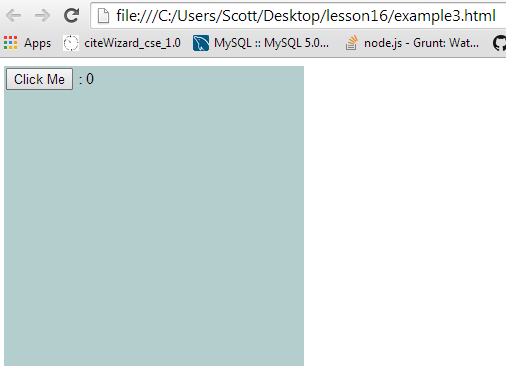 file:///C:/Users/Scott/Desktop/lesson16/example3.html
Apps citeWizard_cse_1.0 MySQL :: MySQL 5.0... node.js - Grunt: Wat...
Click Me : 0